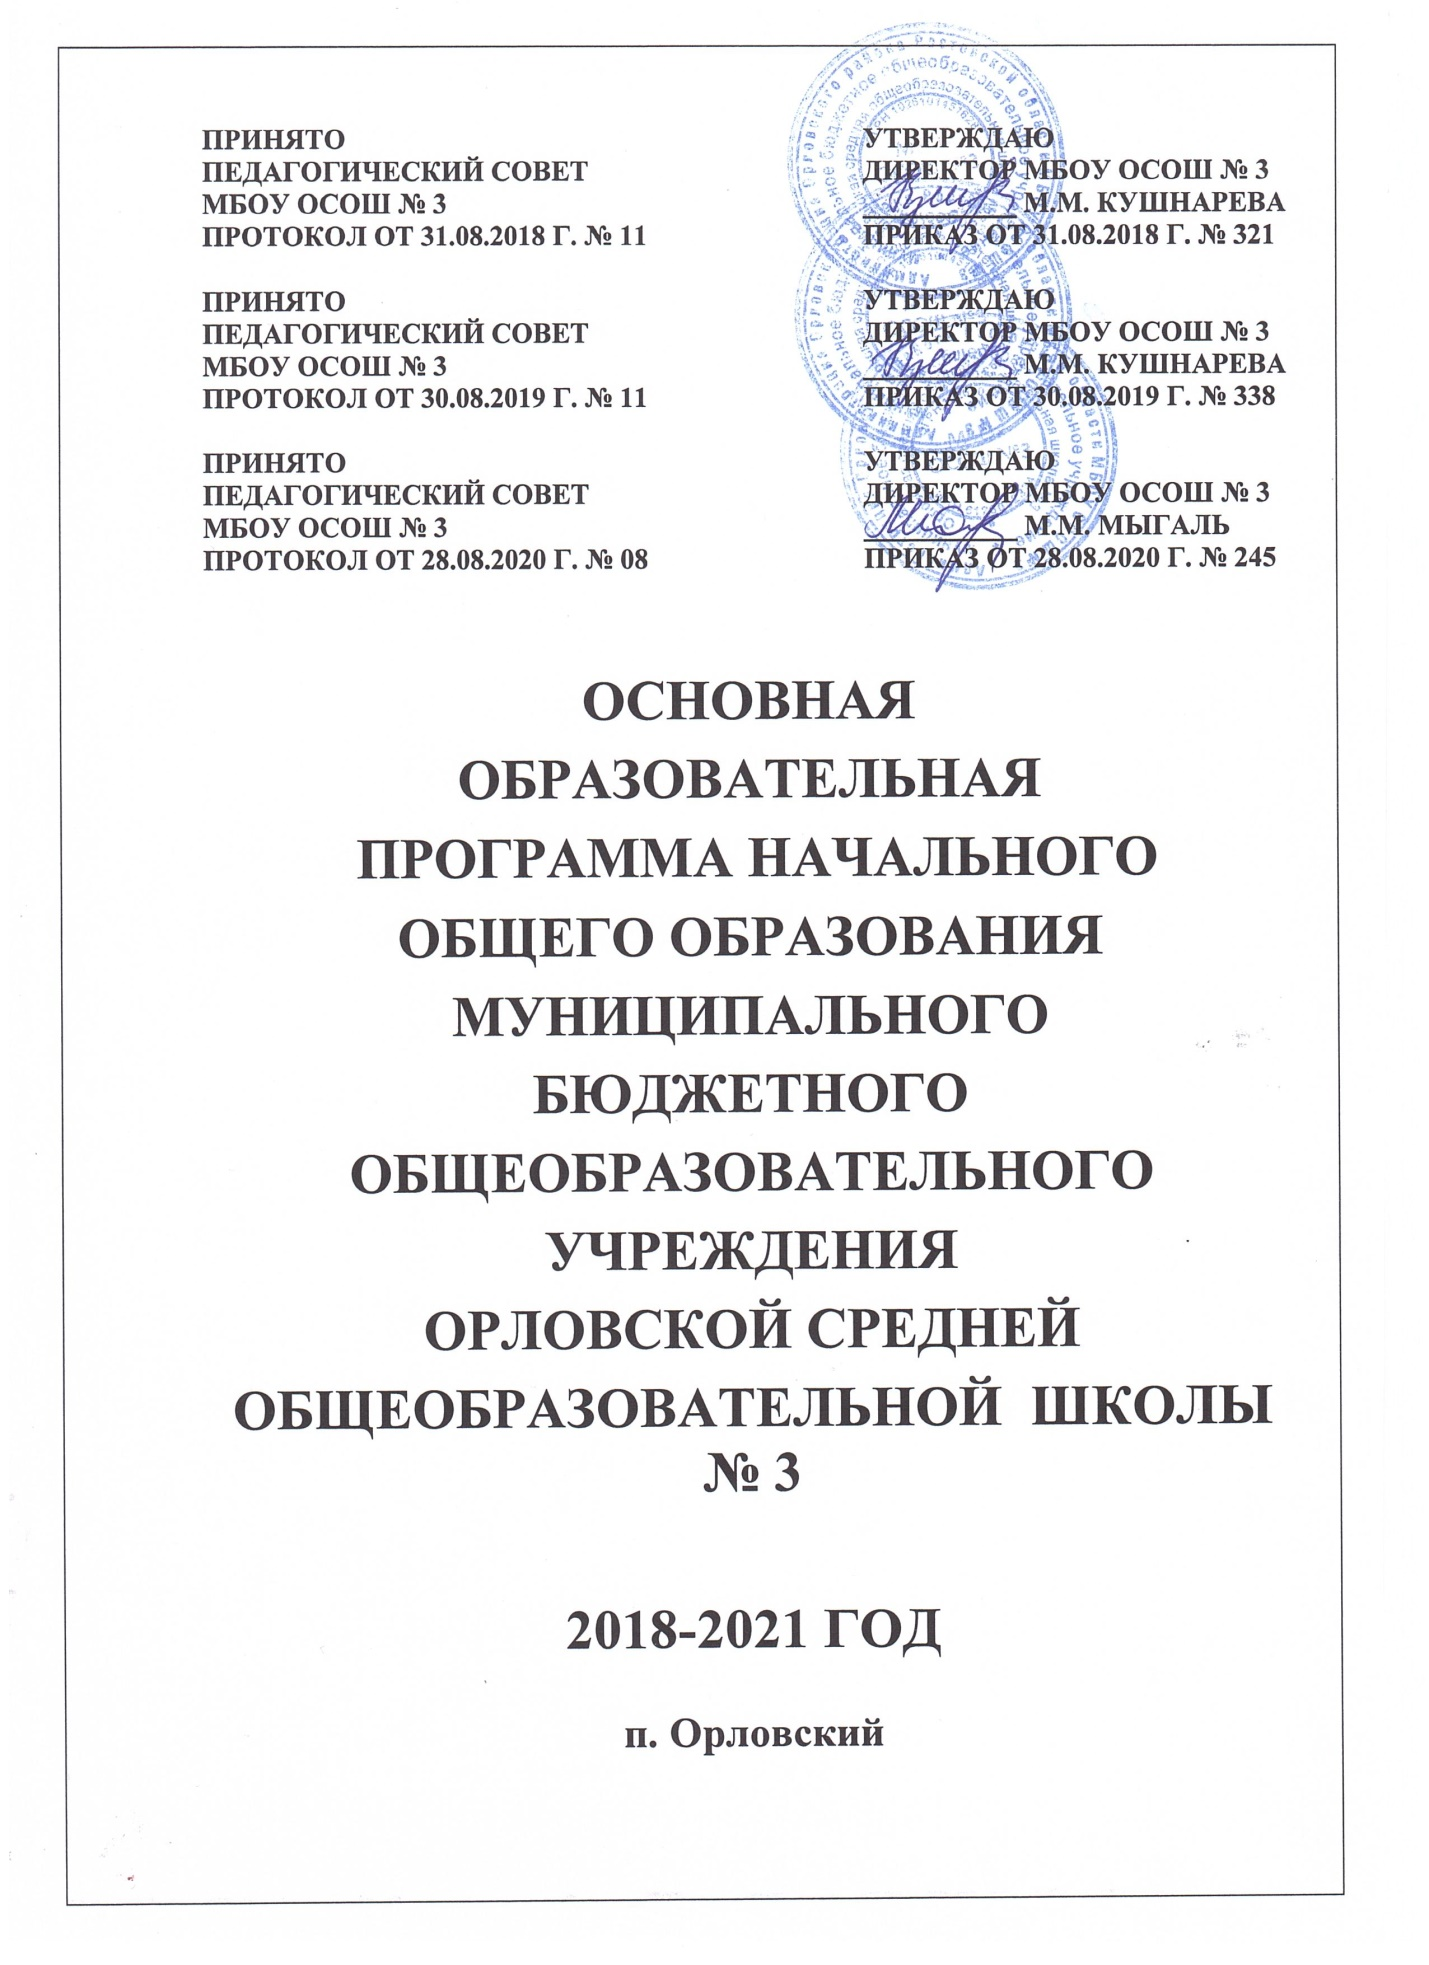 ПРИНЯТО
ПЕДАГОГИЧЕСКИЙ СОВЕТ
МБОУ ОСОШ № 3
ПРОТОКОЛ ОТ 31.08.2018 Г. № 11
УТВЕРЖДАЮ
ДИРЕКТОР МБОУ ОСОШ № 3
М.М. КУШНАРЕВА
ПРИКАЗ ОТ 31.08.2018 Г. № 321
ПРИНЯТО
ПЕДАГОГИЧЕСКИЙ СОВЕТ
МБОУ ОСОШ № 3
ПРОТОКОЛ ОТ 30.08.2019 Г. № 11
УТВЕРЖДАЮ
ДИРЕКТОР МБОУ ОСОШ № 3
М.М. КУШНАРЕВА
ПРИКАЗ ОТ 30.08.2019 Г. № 338
ПРИНЯТО
ПЕДАГОГИЧЕСКИЙ СОВЕТ
МБОУ ОСОШ № 3
ПРОТОКОЛ ОТ 28.08.2020 Г. № 08
УТВЕРЖДАЮ
ДИРЕКТОР МБОУ ОСОШ № 3
М.М. МЫГАЛЬ
ПРИКАЗ ОТ 28.08.2020 Г. № 245
ОСНОВНАЯ
ОБРАЗОВАТЕЛЬНАЯ
ПРОГРАММА НАЧАЛЬНОГО
ОБЩЕГО ОБРАЗОВАНИЯ
МУНИЦИПАЛЬНОГО
БЮДЖЕТНОГО
ОБЩЕОБРАЗОВАТЕЛЬНОГО
УЧРЕЖДЕНИЯ
ОРЛОВСКОЙ СРЕДНЕЙ
ОБЩЕОБРАЗОВАТЕЛЬНОЙ ШКОЛЫ
№ 3
2018-2021 ГОД
п. Орловский